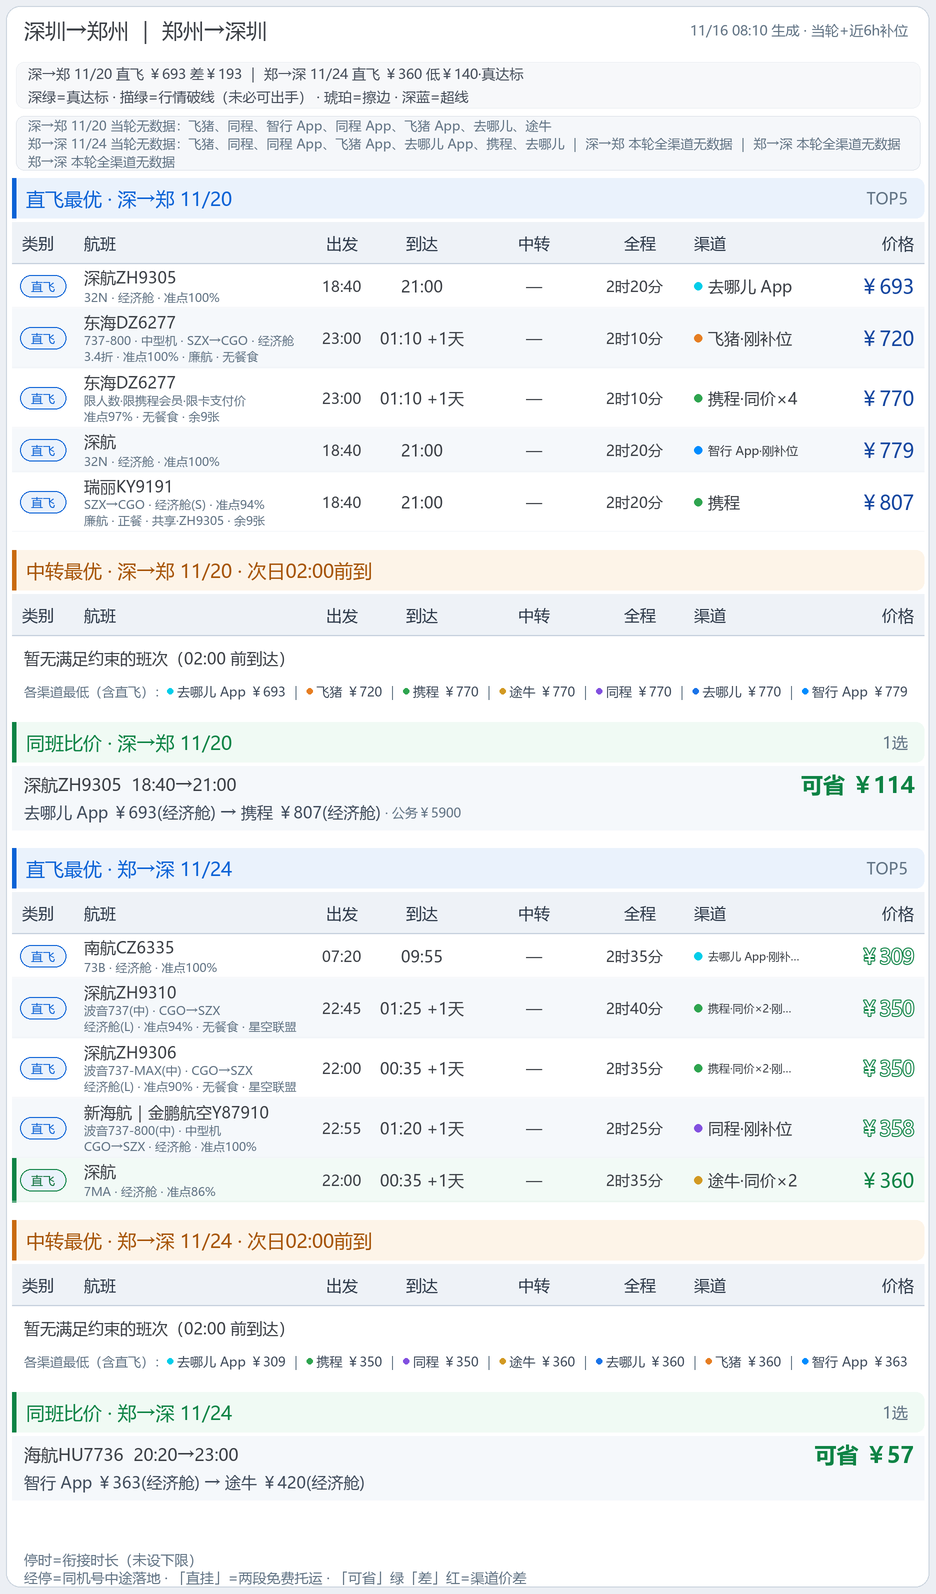 深圳→郑州 | 郑州→深圳
11/16 08:10 生成 · 当轮+近6h补位
深→郑 11/20 直飞 ￥693 差￥193 | 郑→深 11/24 直飞 ￥360 低￥140·真达标
深绿=真达标 · 描绿=行情破线（未必可出手） · 琥珀=擦边 · 深蓝=超线
深→郑 11/20 当轮无数据: 飞猪、同程、智行 App、同程 App、飞猪 App、去哪儿、途牛
郑→深 11/24 当轮无数据: 飞猪、同程、同程 App、飞猪 App、去哪儿 App、携程、去哪儿 | 深→郑 本轮全渠道无数据 | 郑→深 本轮全渠道无数据
郑→深 本轮全渠道无数据
直飞最优 · 深→郑 11/20 TOP5
类别 航班 出发 到达 中转 全程 渠道 价格
直飞 深航ZH9305 18:40 21:00 — 2时20分 去哪儿 App ￥693
32N · 经济舱 · 准点100%
直飞 东海DZ6277 23:00 01:10 +1天 — 2时10分 飞猪·刚补位 ￥720
737-800 · 中型机 · SZX→CGO · 经济舱
3.4折 · 准点100% · 廉航 · 无餐食
直飞 东海DZ6277 23:00 01:10 +1天 — 2时10分 携程·同价×4 ￥770
限人数·限携程会员·限卡支付价
准点97% · 无餐食 · 余9张
直飞 深航 18:40 21:00 — 2时20分 智行 App·刚补位 ￥779
32N · 经济舱 · 准点100%
直飞 瑞丽KY9191 18:40 21:00 — 2时20分 携程 ￥807
SZX→CGO · 经济舱(S) · 准点94%
廉航 · 正餐 · 共享·ZH9305 · 余9张
中转最优 · 深→郑 11/20 · 次日02:00前到
类别 航班 出发 到达 中转 全程 渠道 价格
暂无满足约束的班次（02:00 前到达）
各渠道最低（含直飞）: 去哪儿 App ￥693 | 飞猪 ￥720 | 携程 ￥770 | 途牛 ￥770 | 同程 ￥770 | 去哪儿 ￥770 | 智行 App ￥779
同班比价 · 深→郑 11/20 1选
深航ZH9305 18:40→21:00 可省 ￥114
去哪儿 App ￥693(经济舱) → 携程 ￥807(经济舱) · 公务￥5900
直飞最优 · 郑→深 11/24 TOP5
类别 航班 出发 到达 中转 全程 渠道 价格
直飞 南航CZ6335 07:20 09:55 — 2时35分 去哪儿 App·刚补... ￥309
73B · 经济舱 · 准点100%
直飞 深航ZH9310 22:45 01:25 +1天 — 2时40分 携程·同价×2·刚... ￥350
波音737(中) · CGO→SZX
经济舱(L) · 准点94% · 无餐食 · 星空联盟
直飞 深航ZH9306 22:00 00:35 +1天 — 2时35分 携程·同价×2·刚... ￥350
波音737-MAX(中) · CGO→SZX
经济舱(L) · 准点90% · 无餐食 · 星空联盟
直飞 新海航 | 金鹏航空Y87910 22:55 01:20 +1天 — 2时25分 同程·刚补位 ￥358
波音737-800(中) · 中型机
CGO→SZX · 经济舱 · 准点100%
直飞 深航 22:00 00:35 +1天 — 2时35分 途牛·同价×2 ￥360
7MA · 经济舱 · 准点86%
中转最优 · 郑→深 11/24 · 次日02:00前到
类别 航班 出发 到达 中转 全程 渠道 价格
暂无满足约束的班次（02:00 前到达）
各渠道最低（含直飞）: 去哪儿 App ￥309 | 携程 ￥350 | 同程 ￥350 | 途牛 ￥360 | 去哪儿 ￥360 | 飞猪 ￥360 | 智行 App ￥363
同班比价 · 郑→深 11/24 1选
海航HU7736 20:20→23:00 可省 ￥57
智行 App ￥363(经济舱) → 途牛 ￥420(经济舱)
停时=衔接时长（未设下限）
经停=同机号中途落地 · 「直挂」=两段免费托运 · 「可省」绿「差」红=渠道价差